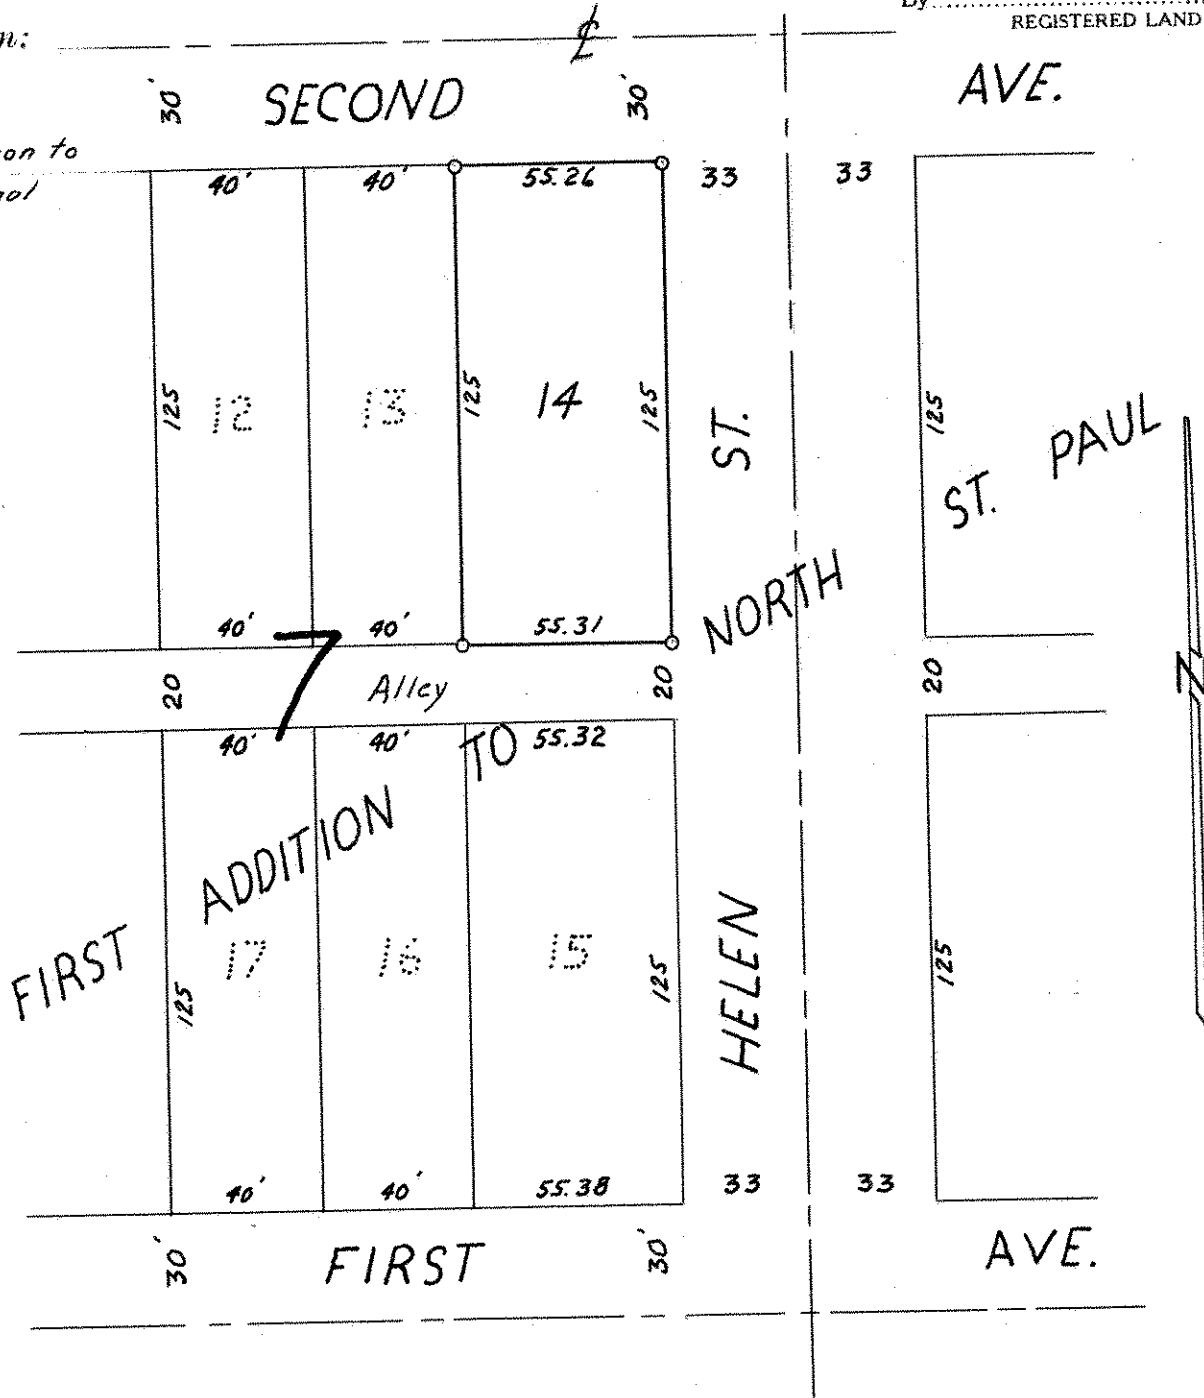 By
REGISTERED LAND
n:
℄
SECOND AVE.
30' 30'
on to
40' 40' 55.26 33 33
125 12 13 125 14 125 ST. 125
ST. PAUL
40' 40' 55.31
NORTH
7
20 Alley 20 20
N
40' 40' TO 55.32
ADDITION
FIRST
125 17 16 15 125 HELEN 125
40' 40' 55.38 33 33
30' 30'
FIRST AVE.